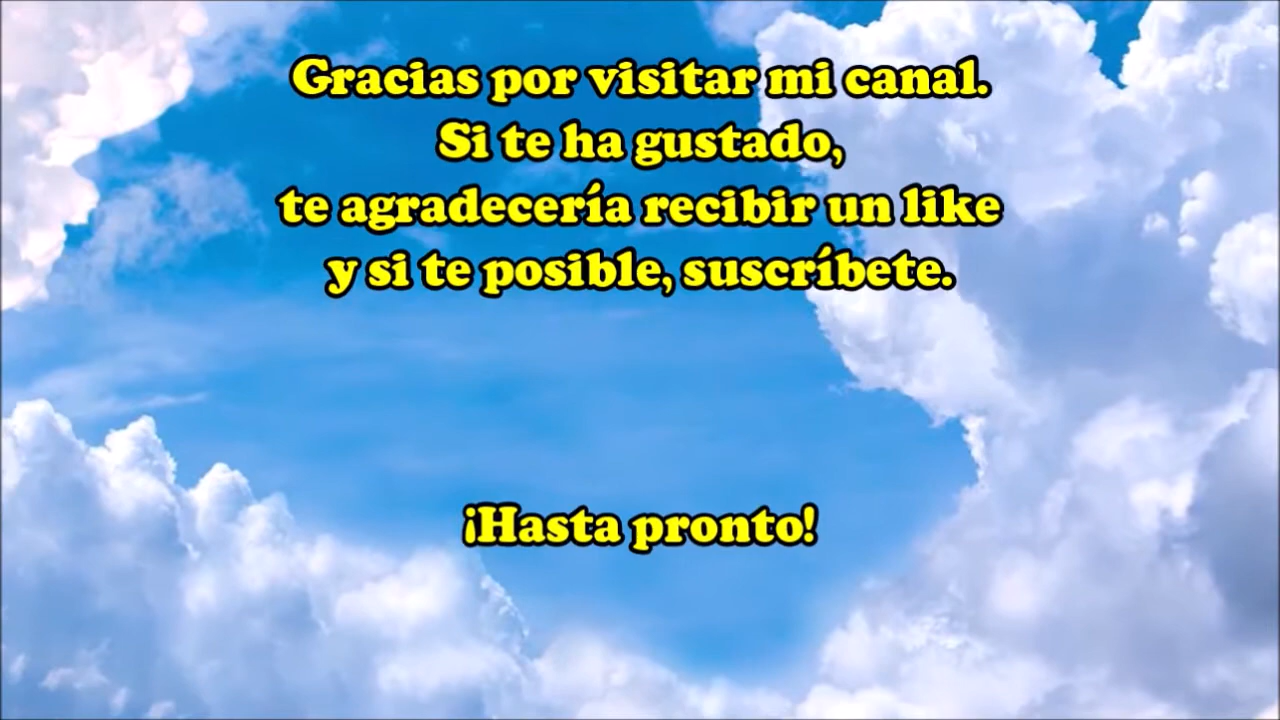 Gracias por visitar mi canal.
Si te ha gustado,
te agradecería recibir un like
y si te posible, suscríbete.
¡Hasta pronto!